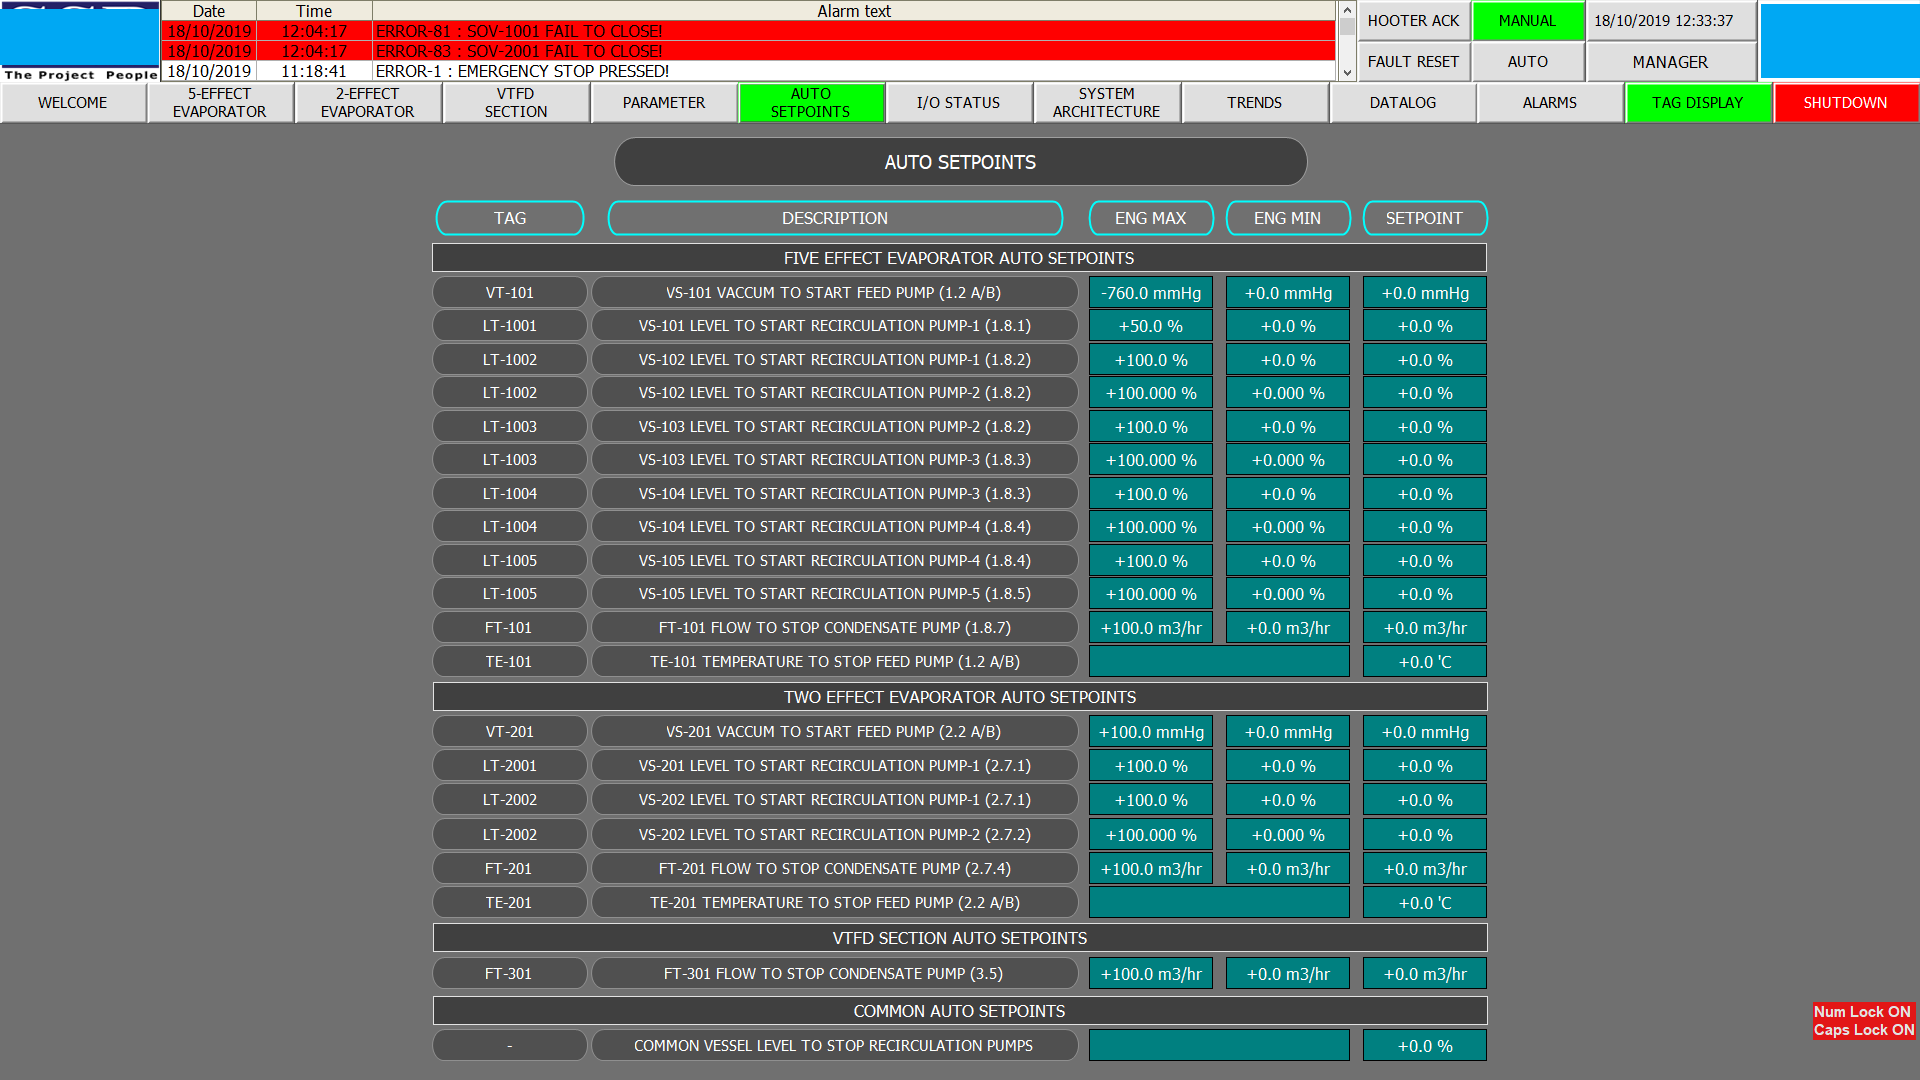 Date Time Alarm text
18/10/2019 12:04:17 ERROR-81 : SOV-1001 FAIL TO CLOSE!
18/10/2019 12:04:17 ERROR-83 : SOV-2001 FAIL TO CLOSE!
18/10/2019 11:18:41 ERROR-1 : EMERGENCY STOP PRESSED!
The Project People
HOOTER ACK MANUAL 18/10/2019 12:33:37
FAULT RESET AUTO MANAGER
WELCOME
5-EFFECT
EVAPORATOR
2-EFFECT
EVAPORATOR
VTFD
SECTION
PARAMETER
AUTO
SETPOINTS
I/O STATUS
SYSTEM
ARCHITECTURE
TRENDS
DATALOG
ALARMS
TAG DISPLAY
SHUTDOWN
AUTO SETPOINTS
TAG DESCRIPTION ENG MAX ENG MIN SETPOINT
FIVE EFFECT EVAPORATOR AUTO SETPOINTS
VT-101 VS-101 VACCUM TO START FEED PUMP (1.2 A/B) -760.0 mmHg +0.0 mmHg +0.0 mmHg
LT-1001 VS-101 LEVEL TO START RECIRCULATION PUMP-1 (1.8.1) +50.0 % +0.0 % +0.0 %
LT-1002 VS-102 LEVEL TO START RECIRCULATION PUMP-1 (1.8.2) +100.0 % +0.0 % +0.0 %
LT-1002 VS-102 LEVEL TO START RECIRCULATION PUMP-2 (1.8.2) +100.000 % +0.000 % +0.0 %
LT-1003 VS-103 LEVEL TO START RECIRCULATION PUMP-2 (1.8.2) +100.0 % +0.0 % +0.0 %
LT-1003 VS-103 LEVEL TO START RECIRCULATION PUMP-3 (1.8.3) +100.000 % +0.000 % +0.0 %
LT-1004 VS-104 LEVEL TO START RECIRCULATION PUMP-3 (1.8.3) +100.0 % +0.0 % +0.0 %
LT-1004 VS-104 LEVEL TO START RECIRCULATION PUMP-4 (1.8.4) +100.000 % +0.000 % +0.0 %
LT-1005 VS-105 LEVEL TO START RECIRCULATION PUMP-4 (1.8.4) +100.0 % +0.0 % +0.0 %
LT-1005 VS-105 LEVEL TO START RECIRCULATION PUMP-5 (1.8.5) +100.000 % +0.000 % +0.0 %
FT-101 FT-101 FLOW TO STOP CONDENSATE PUMP (1.8.7) +100.0 m3/hr +0.0 m3/hr +0.0 m3/hr
TE-101 TE-101 TEMPERATURE TO STOP FEED PUMP (1.2 A/B) +0.0 'C
TWO EFFECT EVAPORATOR AUTO SETPOINTS
VT-201 VS-201 VACCUM TO START FEED PUMP (2.2 A/B) +100.0 mmHg +0.0 mmHg +0.0 mmHg
LT-2001 VS-201 LEVEL TO START RECIRCULATION PUMP-1 (2.7.1) +100.0 % +0.0 % +0.0 %
LT-2002 VS-202 LEVEL TO START RECIRCULATION PUMP-1 (2.7.1) +100.0 % +0.0 % +0.0 %
LT-2002 VS-202 LEVEL TO START RECIRCULATION PUMP-2 (2.7.2) +100.000 % +0.000 % +0.0 %
FT-201 FT-201 FLOW TO STOP CONDENSATE PUMP (2.7.4) +100.0 m3/hr +0.0 m3/hr +0.0 m3/hr
TE-201 TE-201 TEMPERATURE TO STOP FEED PUMP (2.2 A/B) +0.0 'C
VTFD SECTION AUTO SETPOINTS
FT-301 FT-301 FLOW TO STOP CONDENSATE PUMP (3.5) +100.0 m3/hr +0.0 m3/hr +0.0 m3/hr
COMMON AUTO SETPOINTS
- COMMON VESSEL LEVEL TO STOP RECIRCULATION PUMPS +0.0 %
Num Lock ON
Caps Lock ON